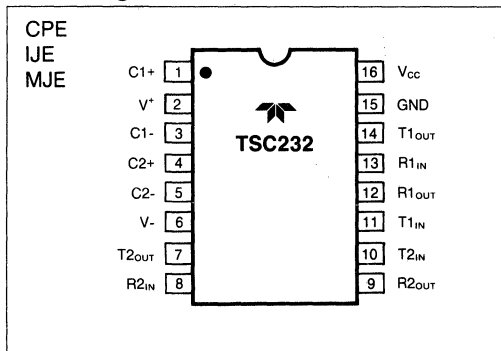 CPE
IJE
MJE
C1+ 1
V+ 2
C1- 3
C2+ 4
C2- 5
V- 6
T2OUT 7
R2IN 8
TSC232
16 VCC
15 GND
14 T1OUT
13 R1IN
12 R1OUT
11 T1IN
10 T2IN
9 R2OUT